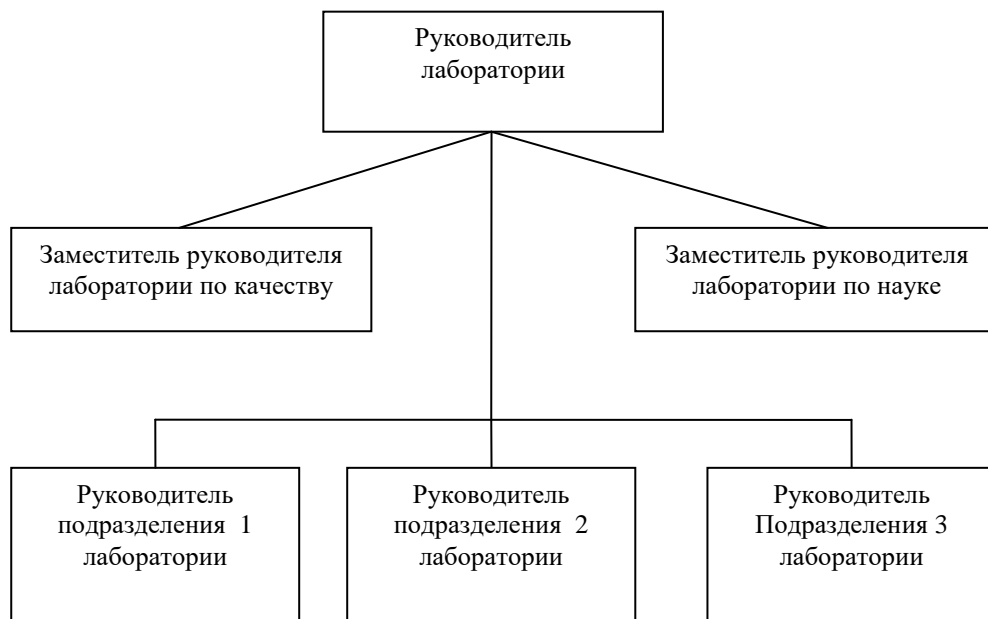 Руководитель
лаборатории
Заместитель руководителя
лаборатории по качеству
Заместитель руководителя
лаборатории по науке
Руководитель
подразделения 1
лаборатории
Руководитель
подразделения 2
лаборатории
Руководитель
Подразделения 3
лаборатории